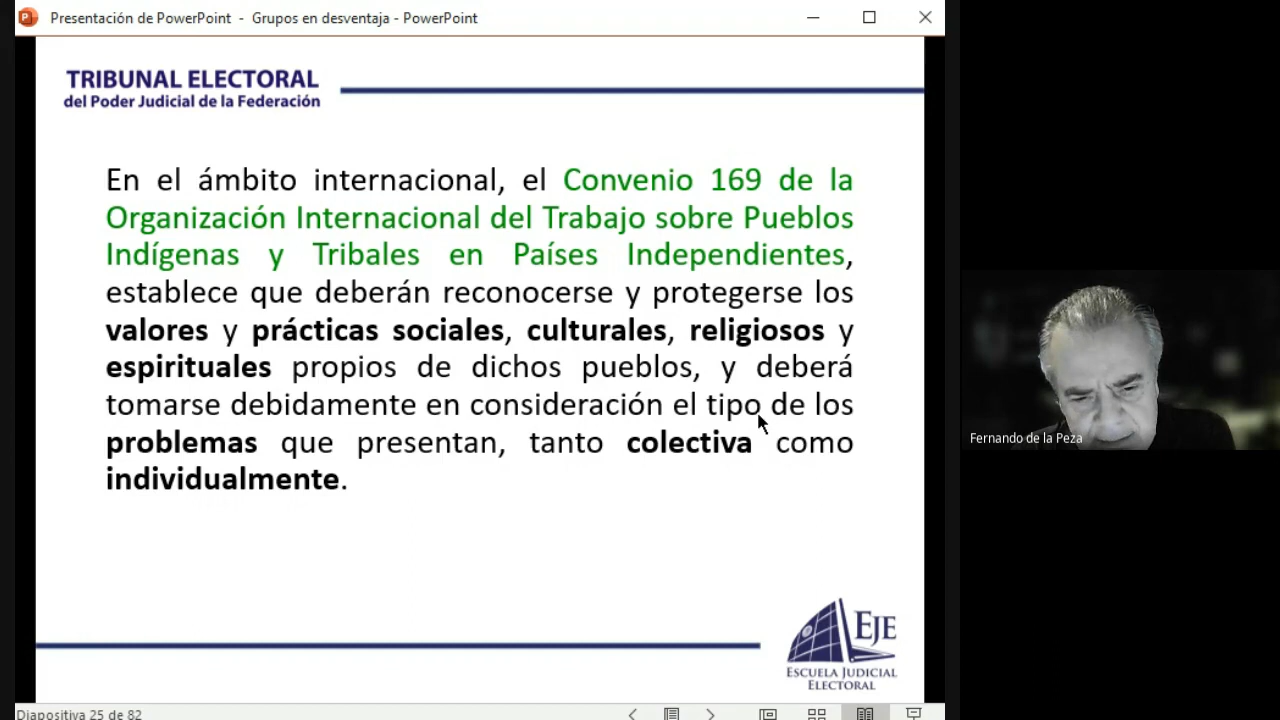 Presentación de PowerPoint - Grupos en desventaja - PowerPoint
TRIBUNAL ELECTORAL
del Poder Judicial de la Federación
En el ámbito internacional, el Convenio 169 de la
Organización Internacional del Trabajo sobre Pueblos
Indígenas y Tribales en Países Independientes,
establece que deberán reconocerse y protegerse los
valores y prácticas sociales, culturales, religiosos y
espirituales propios de dichos pueblos, y deberá
tomarse debidamente en consideración el tipo de los
problemas que presentan, tanto colectiva como
individualmente.
Fernando de la Peza
EJE
ESCUELA JUDICIAL
ELECTORAL
Diapositiva 25 de 82